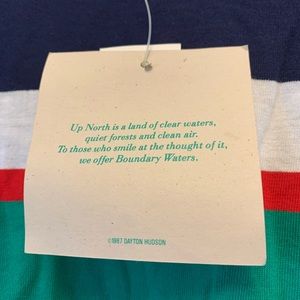 Up North is a land of clear waters,
quiet forests and clean air.
To those who smile at the thought of it,
we offer Boundary Waters.
©1987 DAYTON HUDSON